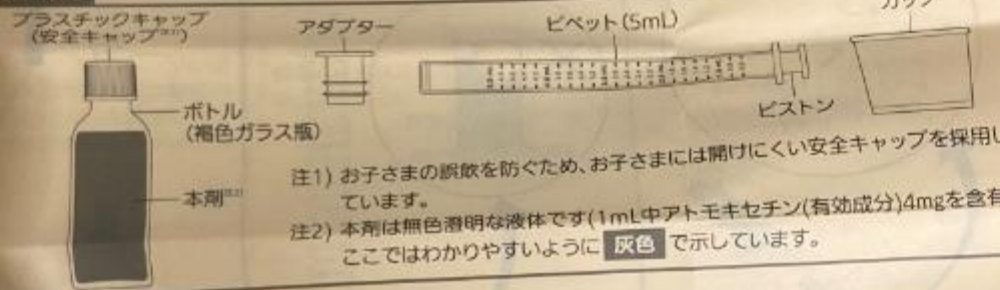 プラスチックキャップ
(安全キャップ注1))
アダプター
ピペット(5mL)
カップ
ボトル
(褐色ガラス瓶)
ピストン
本剤注2)
注1) お子さまの誤飲を防ぐため、お子さまには開けにくい安全キャップを採用し
ています。
注2) 本剤は無色澄明な液体です(1mL中アトモキセチン(有効成分)4mgを含有
ここではわかりやすいように 灰色 で示しています。